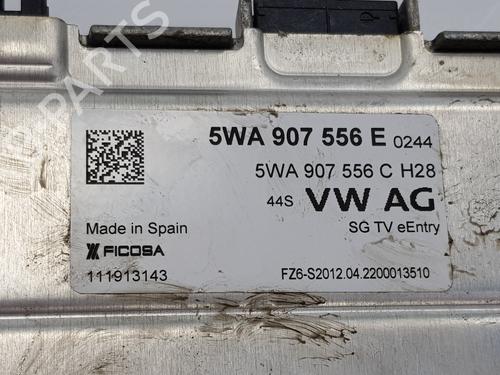 5WA 907 556 E 0244
5WA 907 556 C H28
44S VW AG
Made in Spain
SG TV eEntry
FICOSA
111913143
FZ6-S2012.04.2200013510